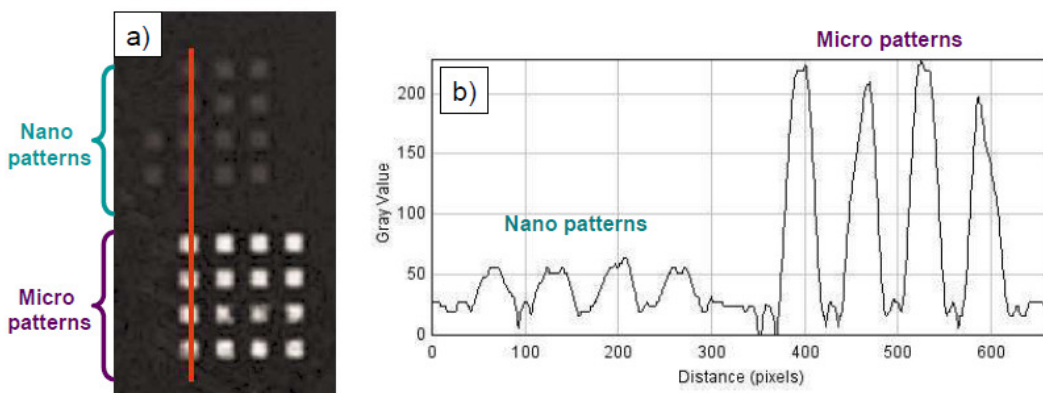 a)
Nano
patterns
Micro
patterns
Micro patterns
b)
Nano patterns
Gray Value
200
150
100
50
0
0 100 200 300 400 500 600
Distance (pixels)